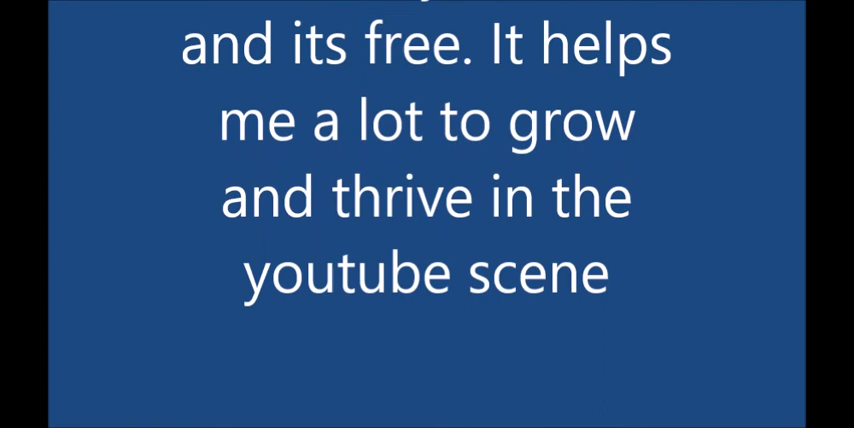 and its free. It helps
me a lot to grow
and thrive in the
youtube scene